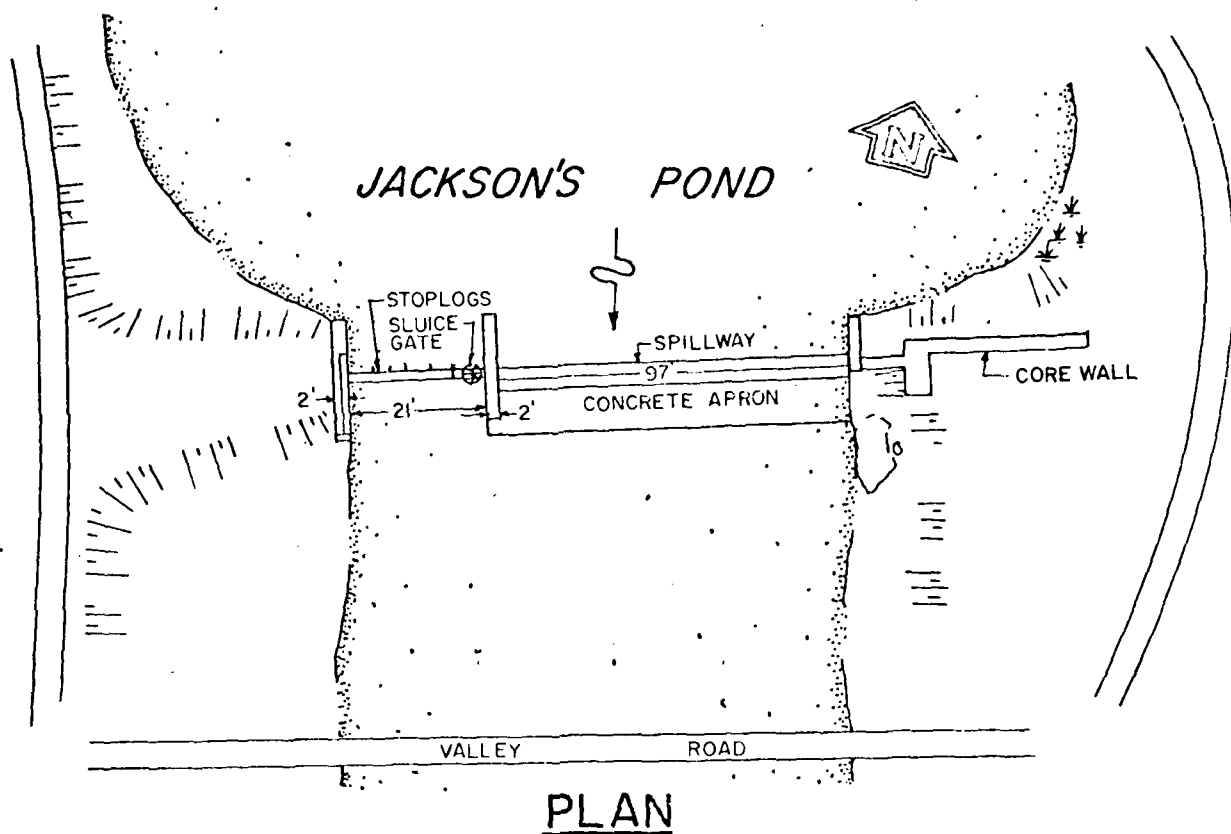 N
JACKSON'S POND
STOPLOGS
SLUICE
GATE
SPILLWAY
97'
CORE WALL
CONCRETE APRON
2'
21'
2'
VALLEY ROAD
PLAN